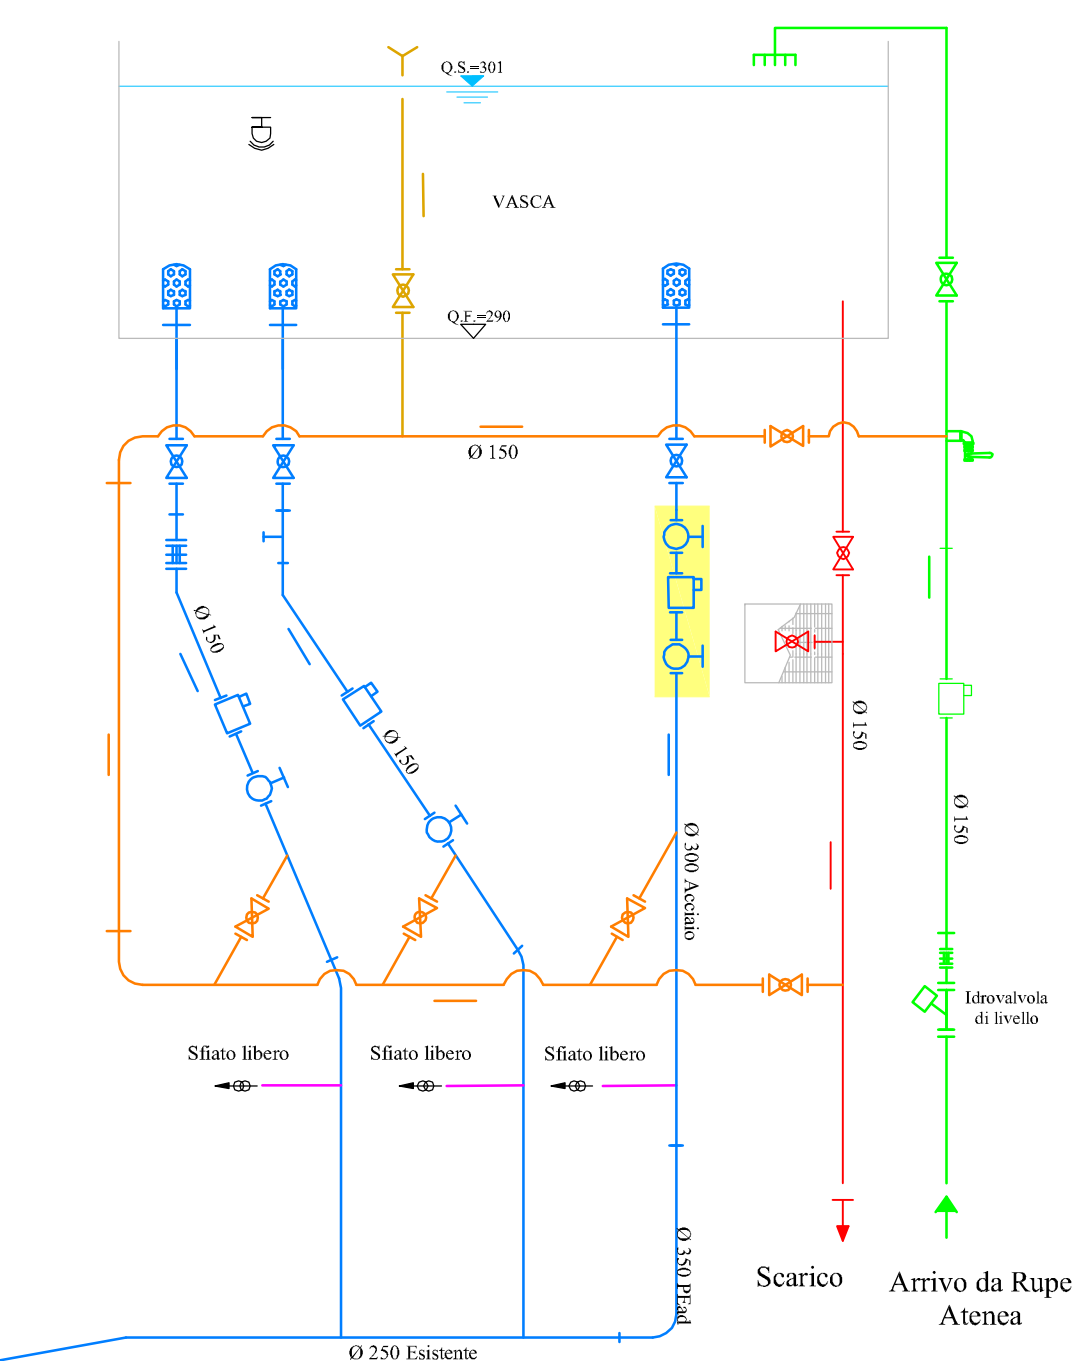 Q.S.=301
VASCA
Q.F.=290
Ø 150
Ø 150
Ø 150
Ø 150
Ø 150
Ø 300 Acciaio
Idrovalvola
di livello
Sfiato libero
Sfiato libero
Sfiato libero
Ø 350 PEad
Scarico
Arrivo da Rupe
Atenea
Ø 250 Esistente